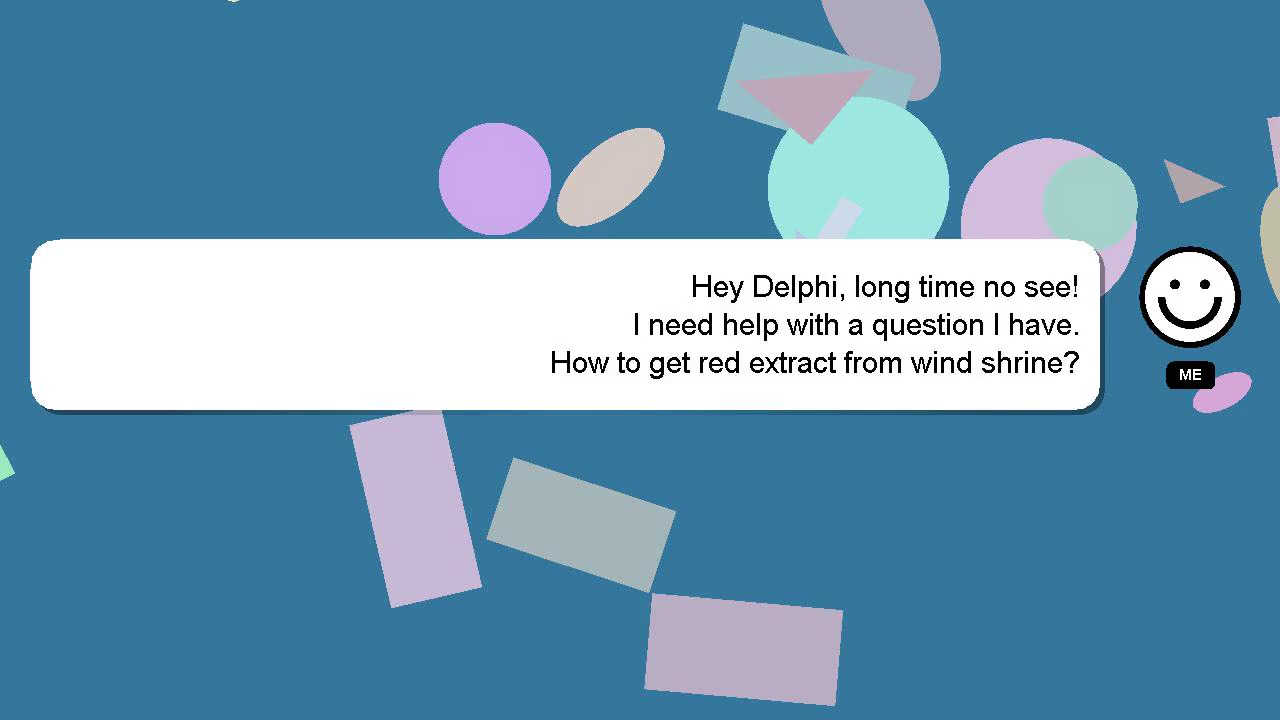 Hey Delphi, long time no see!
I need help with a question I have.
How to get red extract from wind shrine?
ME